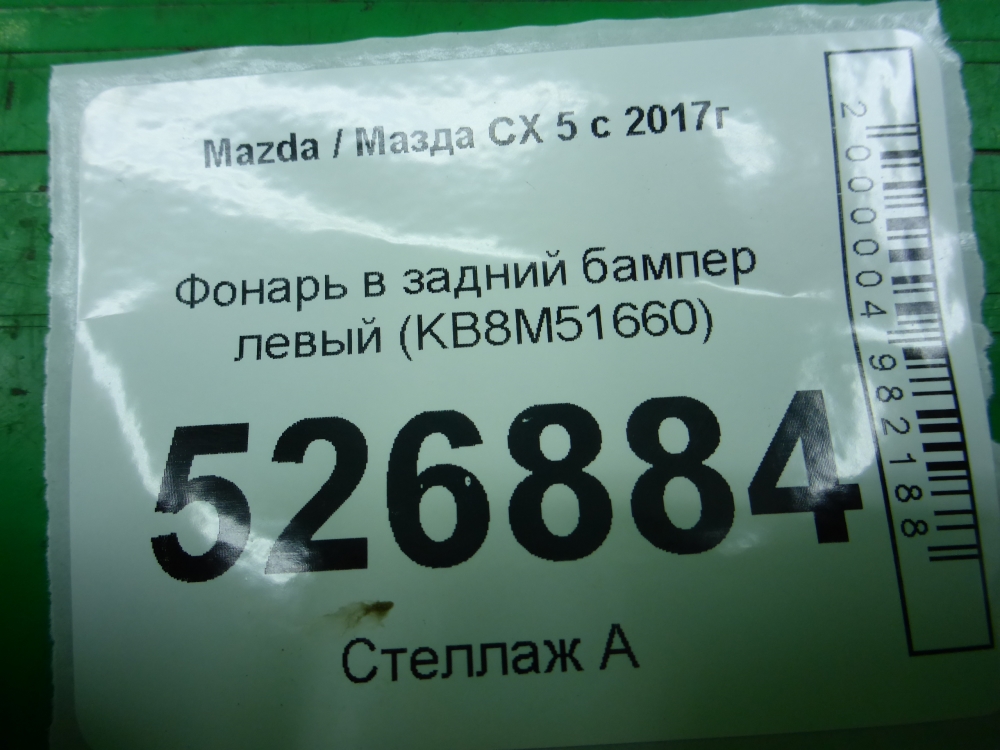 Mazda / Мазда CX 5 с 2017г
Фонарь в задний бампер
левый (KB8M51660)
526884
Стеллаж А
2000004982188